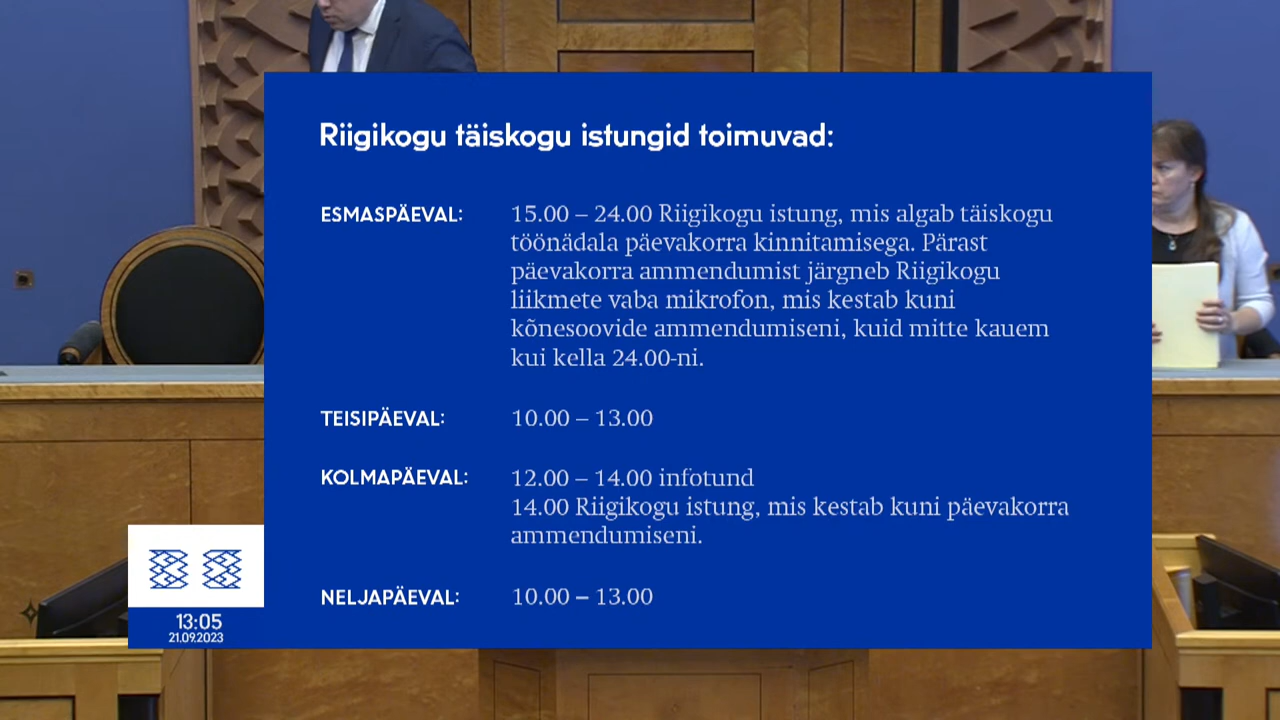 Riigikogu täiskogu istungid toimuvad:
ESMASPÄEVAL:
15.00 – 24.00 Riigikogu istung, mis algab täiskogu
töönädala päevakorra kinnitamisega. Pärast
päevakorra ammendumist järgneb Riigikogu
liikmete vaba mikrofon, mis kestab kuni
kõnesoovide ammendumiseni, kuid mitte kauem
kui kella 24.00-ni.
TEISIPÄEVAL:
10.00 – 13.00
KOLMAPÄEVAL:
12.00 – 14.00 infotund
14.00 Riigikogu istung, mis kestab kuni päevakorra
ammendumiseni.
NELJAPÄEVAL:
10.00 – 13.00
13:05
21.09.2023